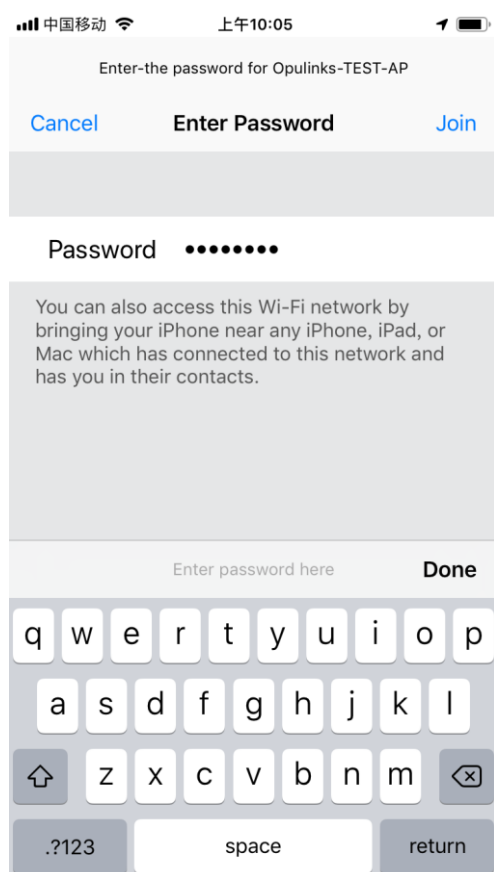 中国移动 上午10:05
Enter-the password for Opulinks-TEST-AP
Cancel Enter Password Join
Password ••••••••
You can also access this Wi-Fi network by
bringing your iPhone near any iPhone, iPad, or
Mac which has connected to this network and
has you in their contacts.
Enter password here Done
q w e r t y u i o p
a s d f g h j k l
z x c v b n m
.?123 space return